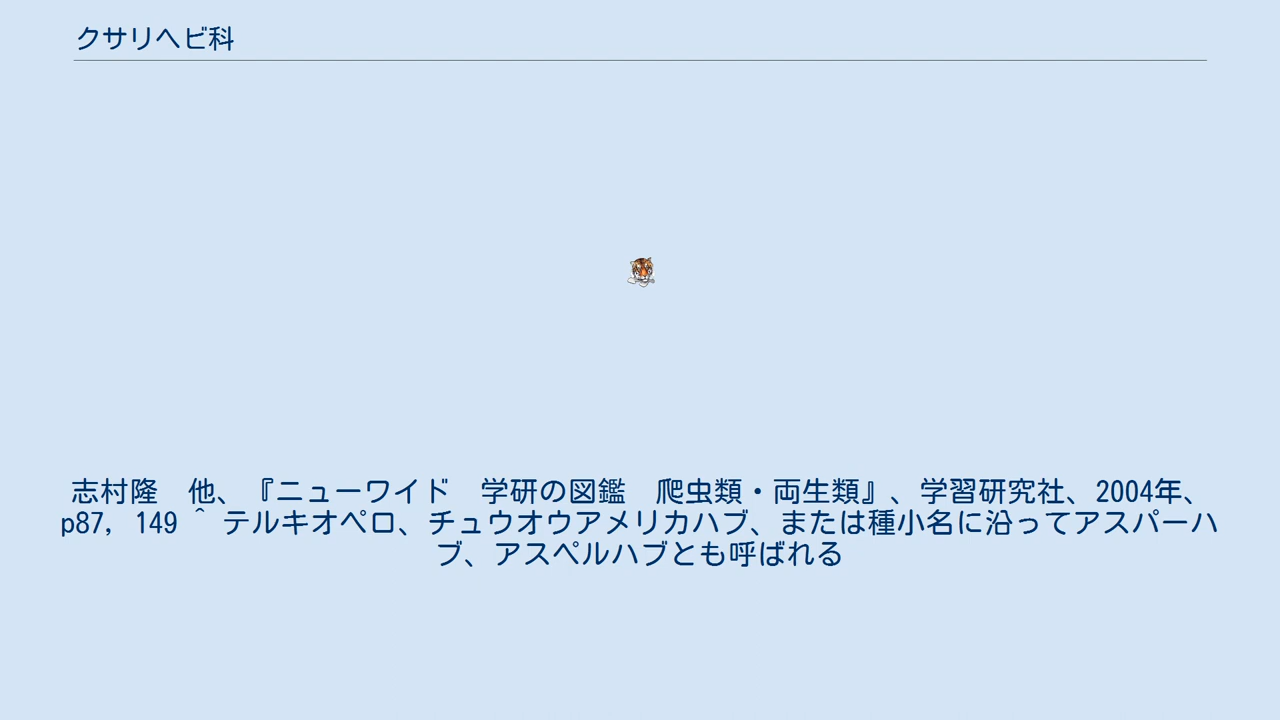 クサリヘビ科
志村隆　他、『ニューワイド　学研の図鑑　爬虫類・両生類』、学習研究社、2004年、
p87, 149 ^ テルキオペロ、チュウオウアメリカハブ、または種小名に沿ってアスパーハ
ブ、アスペルハブとも呼ばれる